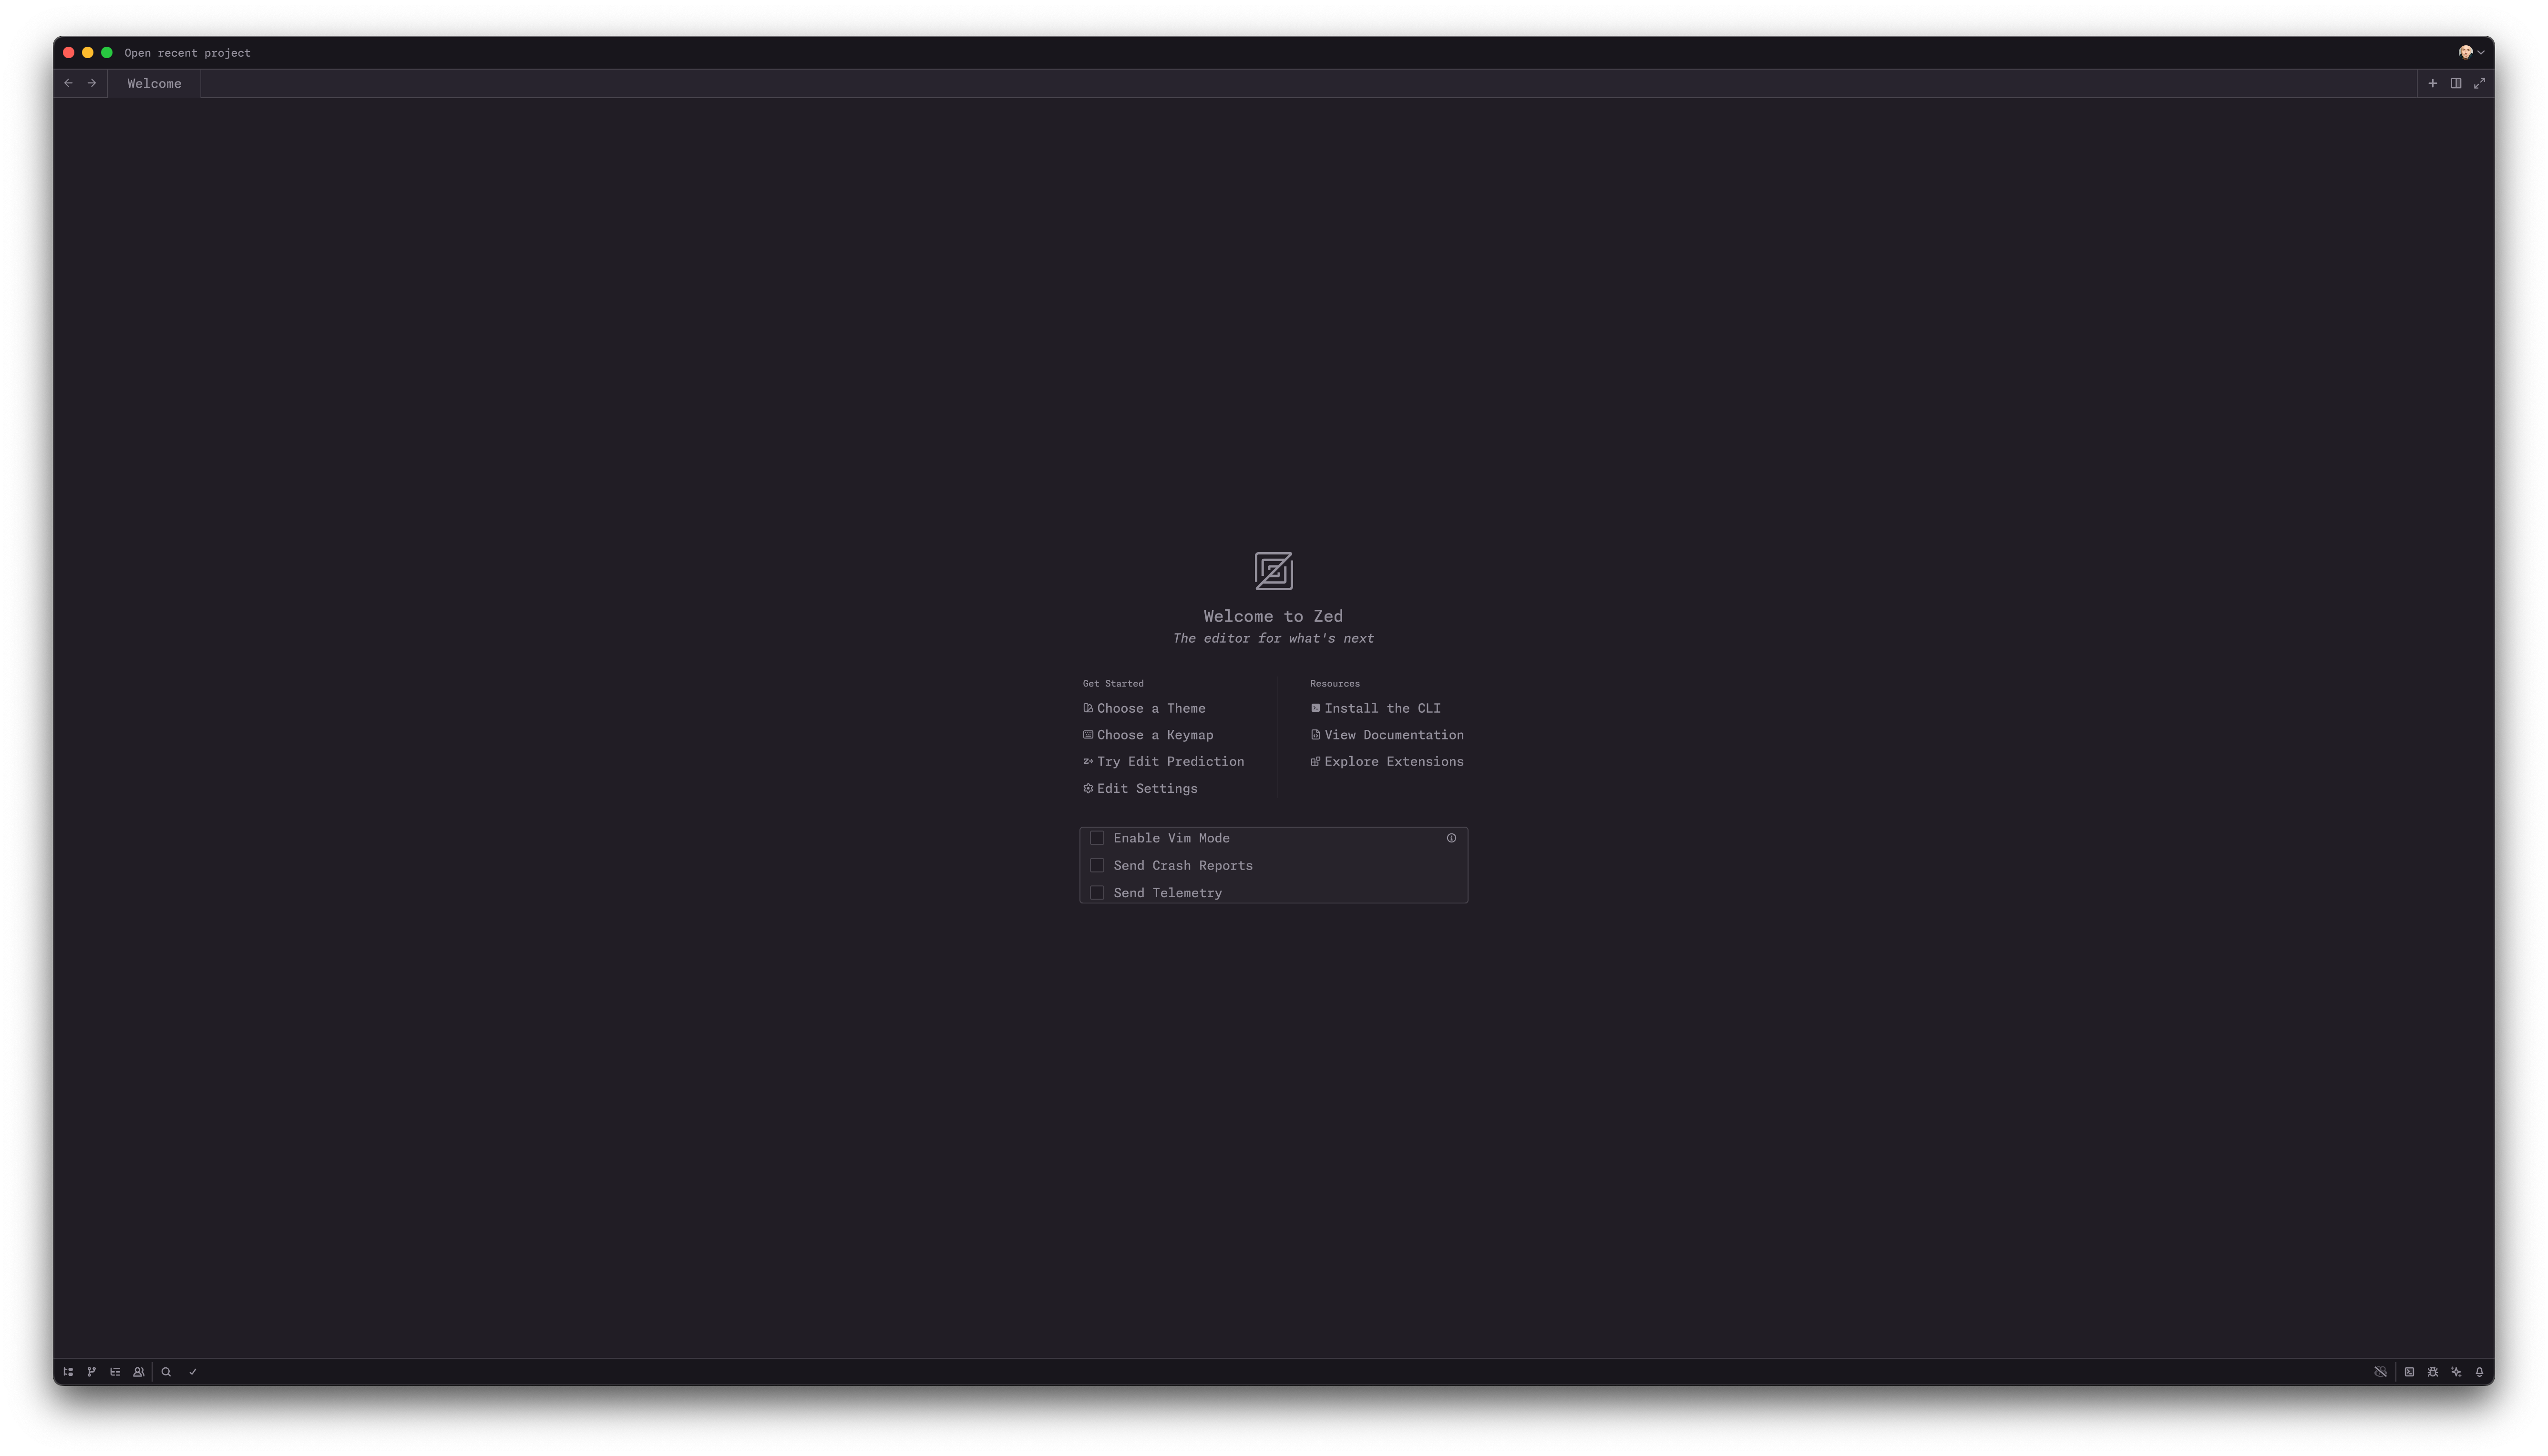 Open recent project
Welcome
Welcome to Zed
The editor for what's next
Get Started
Choose a Theme
Choose a Keymap
Try Edit Prediction
Edit Settings
Resources
Install the CLI
View Documentation
Explore Extensions
Enable Vim Mode
Send Crash Reports
Send Telemetry